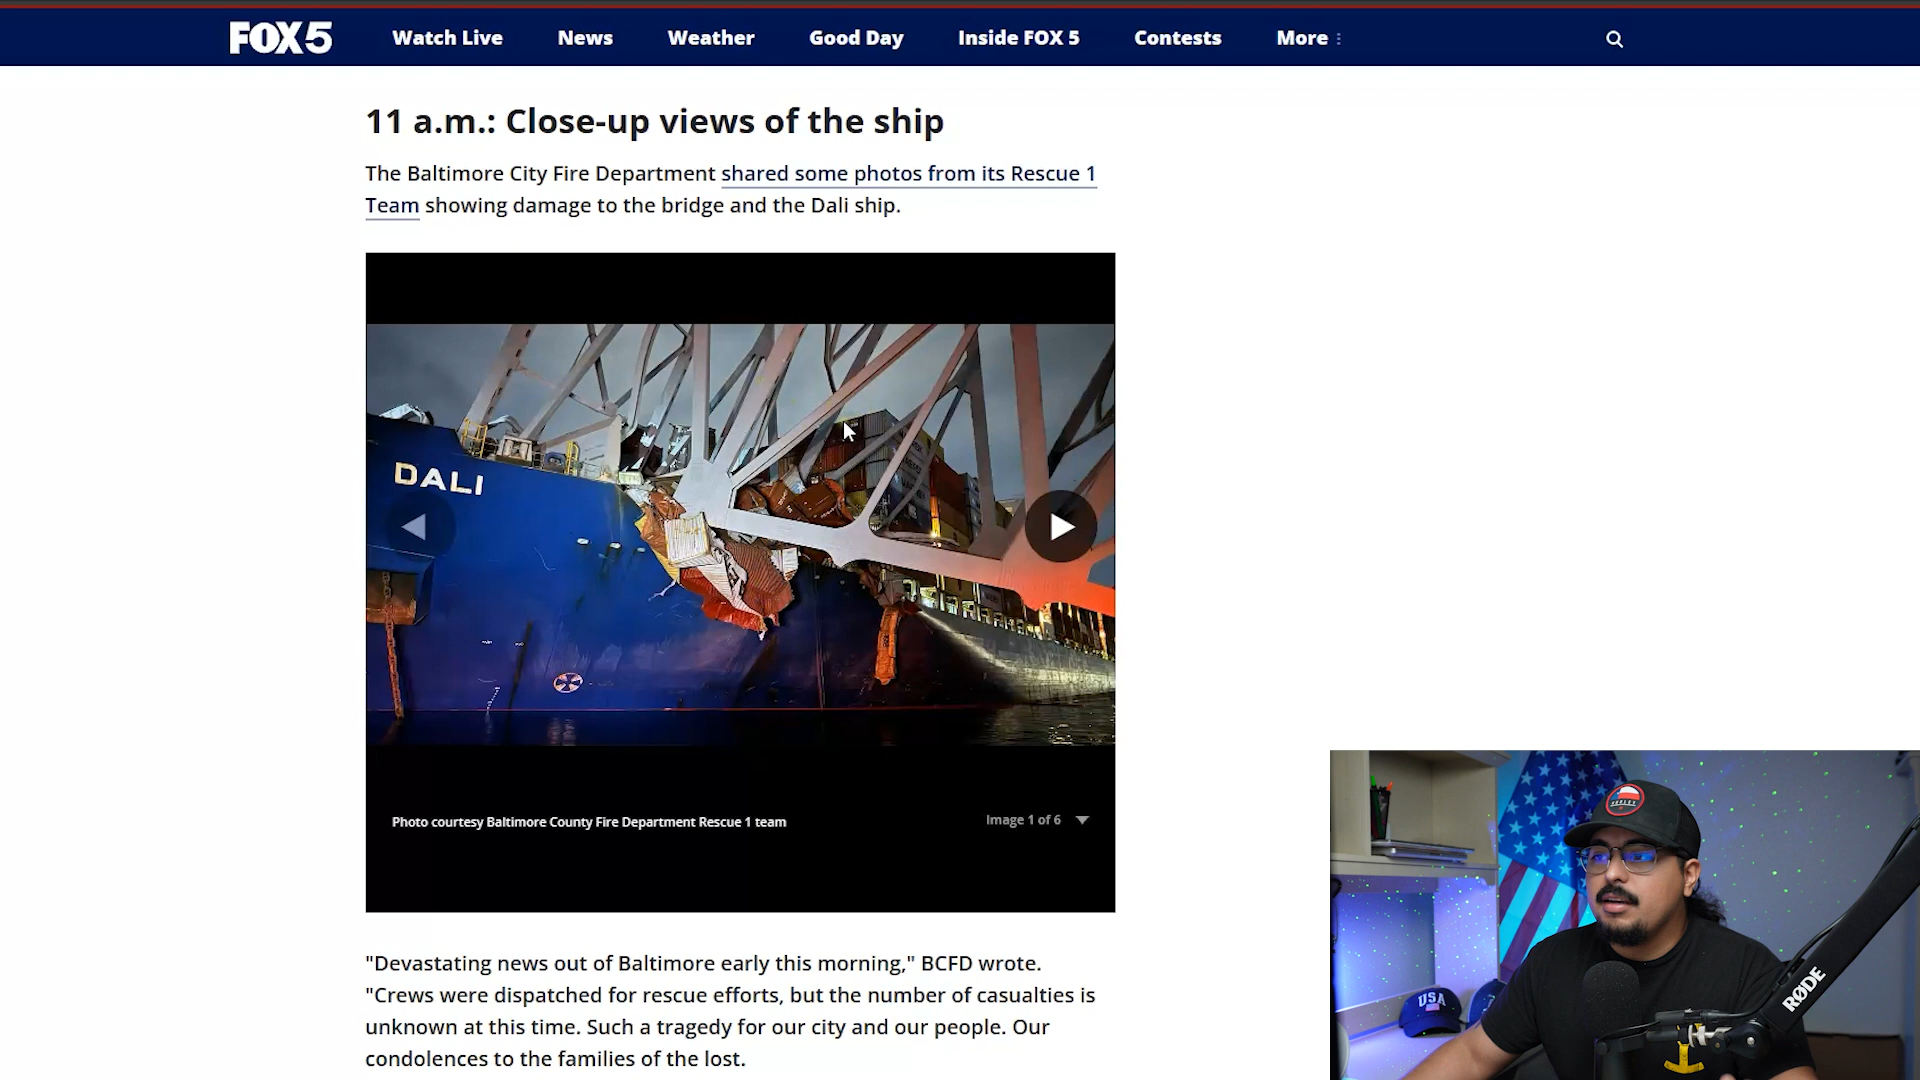 FOX 5 Watch Live News Weather Good Day Inside FOX 5 Contests More
11 a.m.: Close-up views of the ship
The Baltimore City Fire Department shared some photos from its Rescue 1
Team showing damage to the bridge and the Dali ship.
DALI
Photo courtesy Baltimore County Fire Department Rescue 1 team
Image 1 of 6
"Devastating news out of Baltimore early this morning," BCFD wrote.
"Crews were dispatched for rescue efforts, but the number of casualties is
unknown at this time. Such a tragedy for our city and our people. Our
condolences to the families of the lost.
USA
RØDE